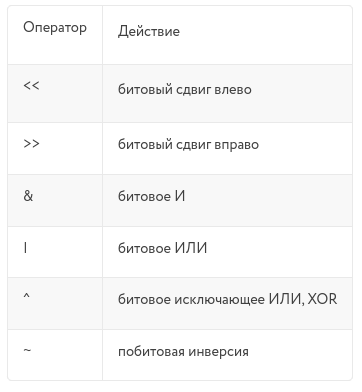 Оператор Действие
<< битовый сдвиг влево
>> битовый сдвиг вправо
& битовое И
| битовое ИЛИ
^ битовое исключающее ИЛИ, XOR
~ побитовая инверсия